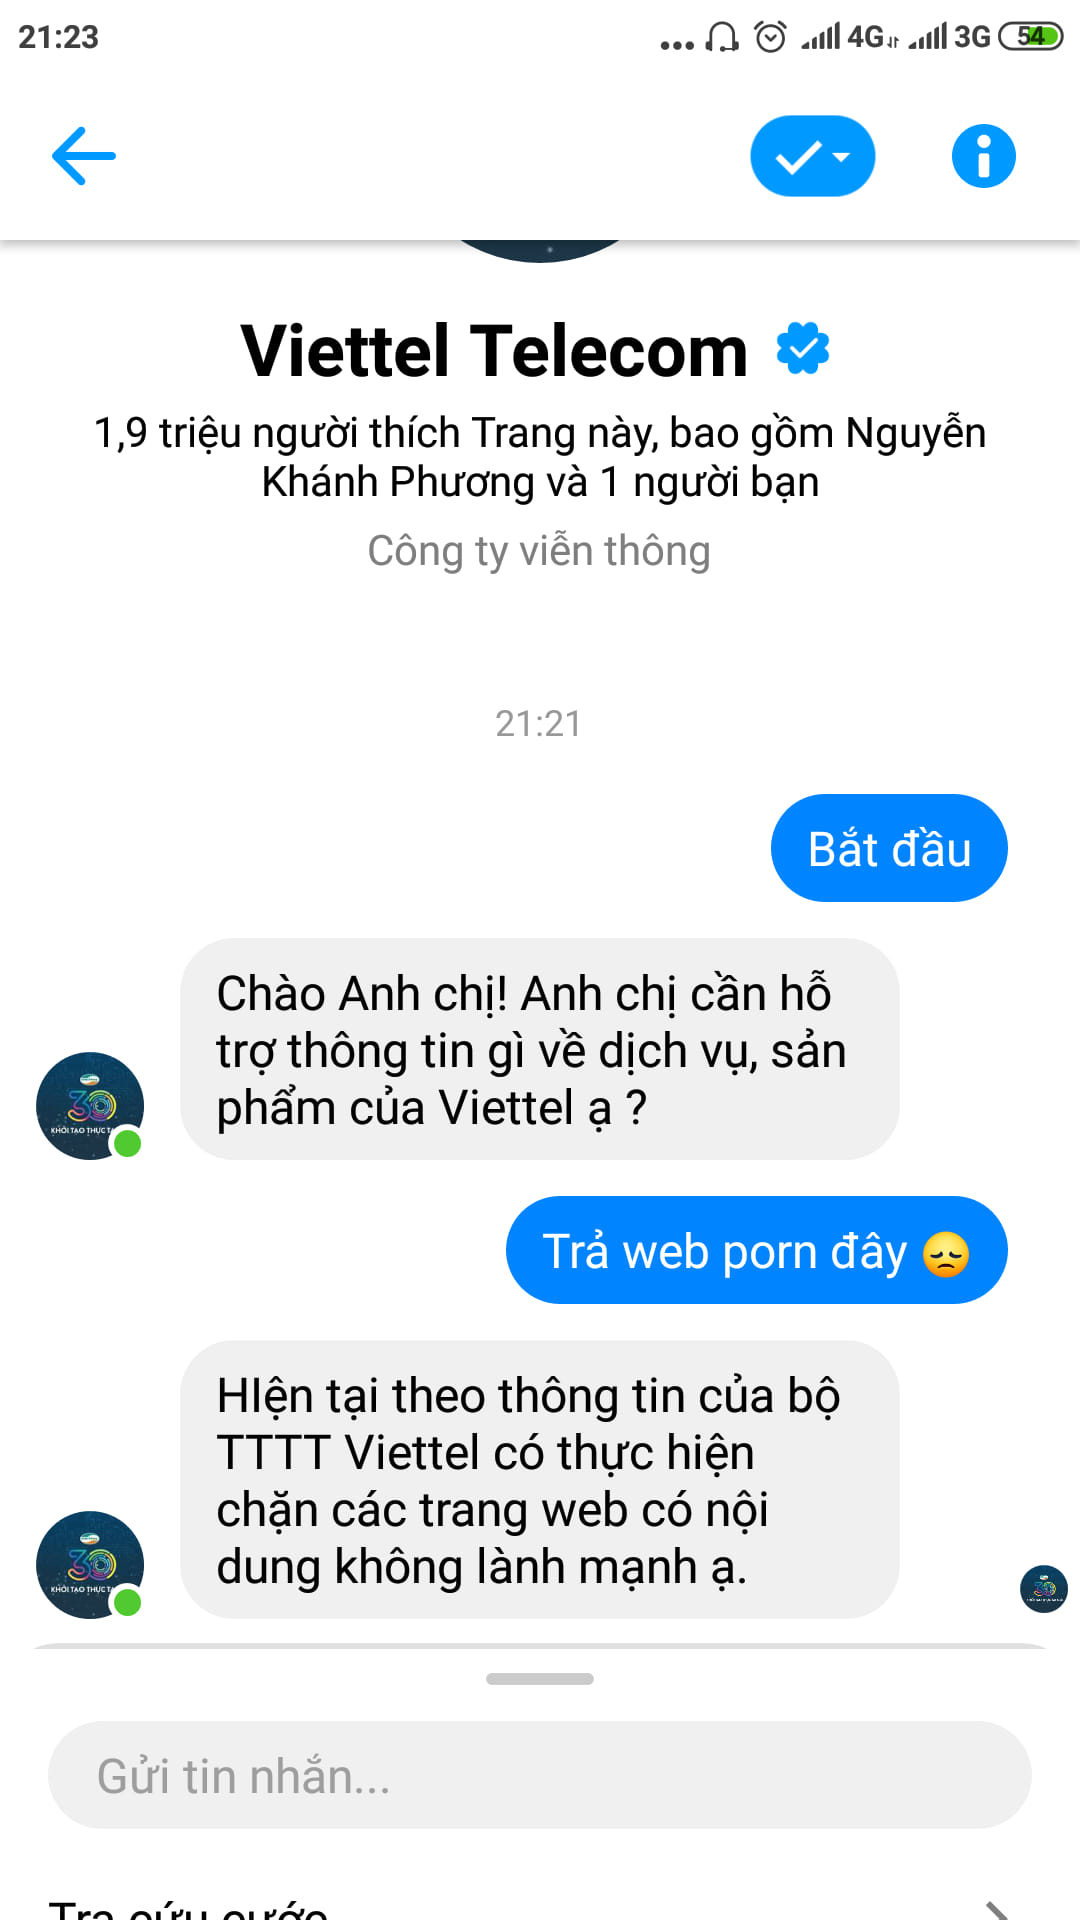 21:23
4G
3G
54
Viettel Telecom
1,9 triệu người thích Trang này, bao gồm Nguyễn
Khánh Phương và 1 người bạn
Công ty viễn thông
21:21
Bắt đầu
Chào Anh chị! Anh chị cần hỗ
trợ thông tin gì về dịch vụ, sản
phẩm của Viettel ạ ?
30
Trả web porn đây 😞
HIện tại theo thông tin của bộ
TTTT Viettel có thực hiện
chặn các trang web có nội
dung không lành mạnh ạ.
30
Gửi tin nhắn...
Tra cứu cước